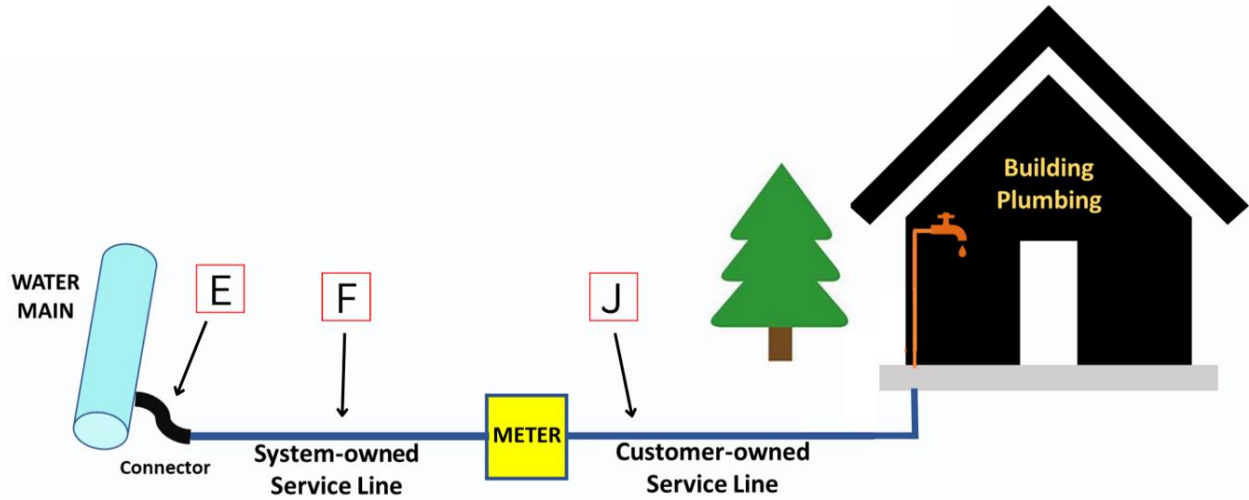 Building
Plumbing
WATER
MAIN
E
F
J
METER
Connector
System-owned
Service Line
Customer-owned
Service Line